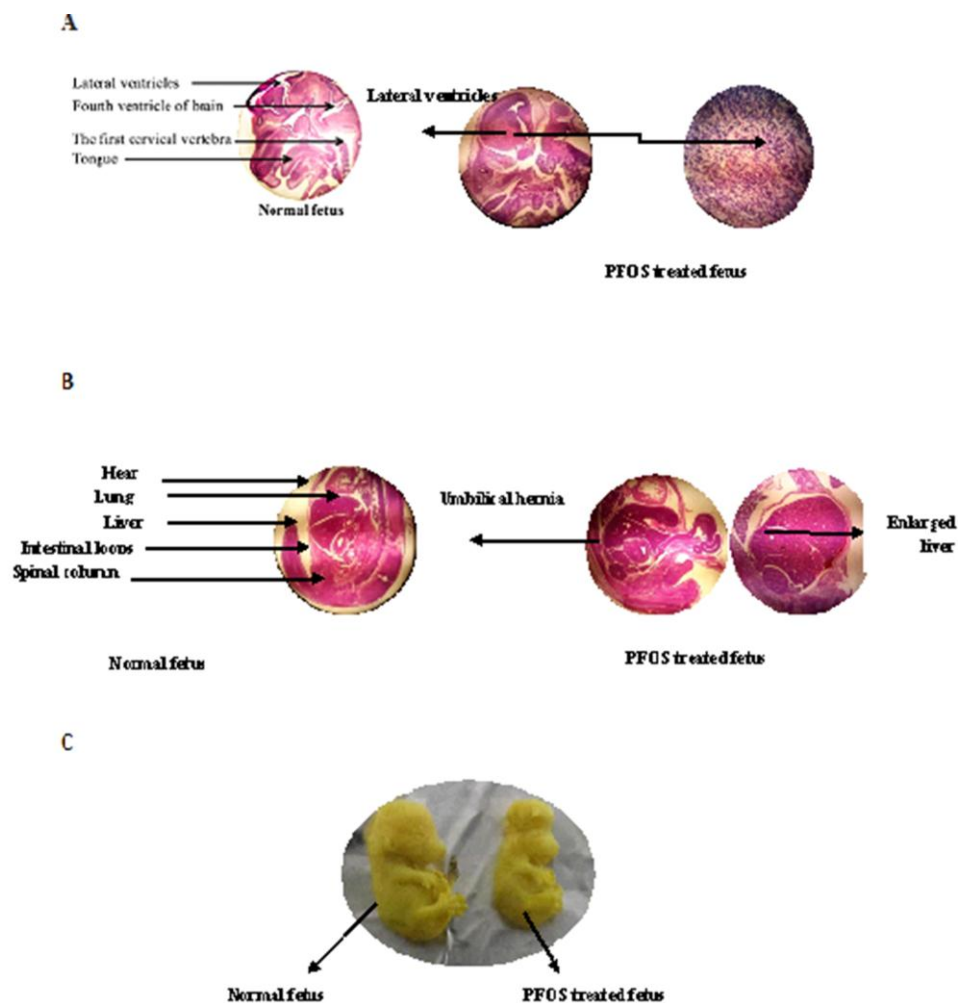 A
Lateral ventricles
Fourth ventricle of brain
The first cervical vertebra
Tongue
Normal fetus
Lateral ventricles
PFOS treated fetus
B
Hear
Lung
Liver
Intestinal loops
Spinal column
Normal fetus
Umbilical hernia
Enlarged
liver
PFOS treated fetus
C
Normal fetus
PFOS treated fetus